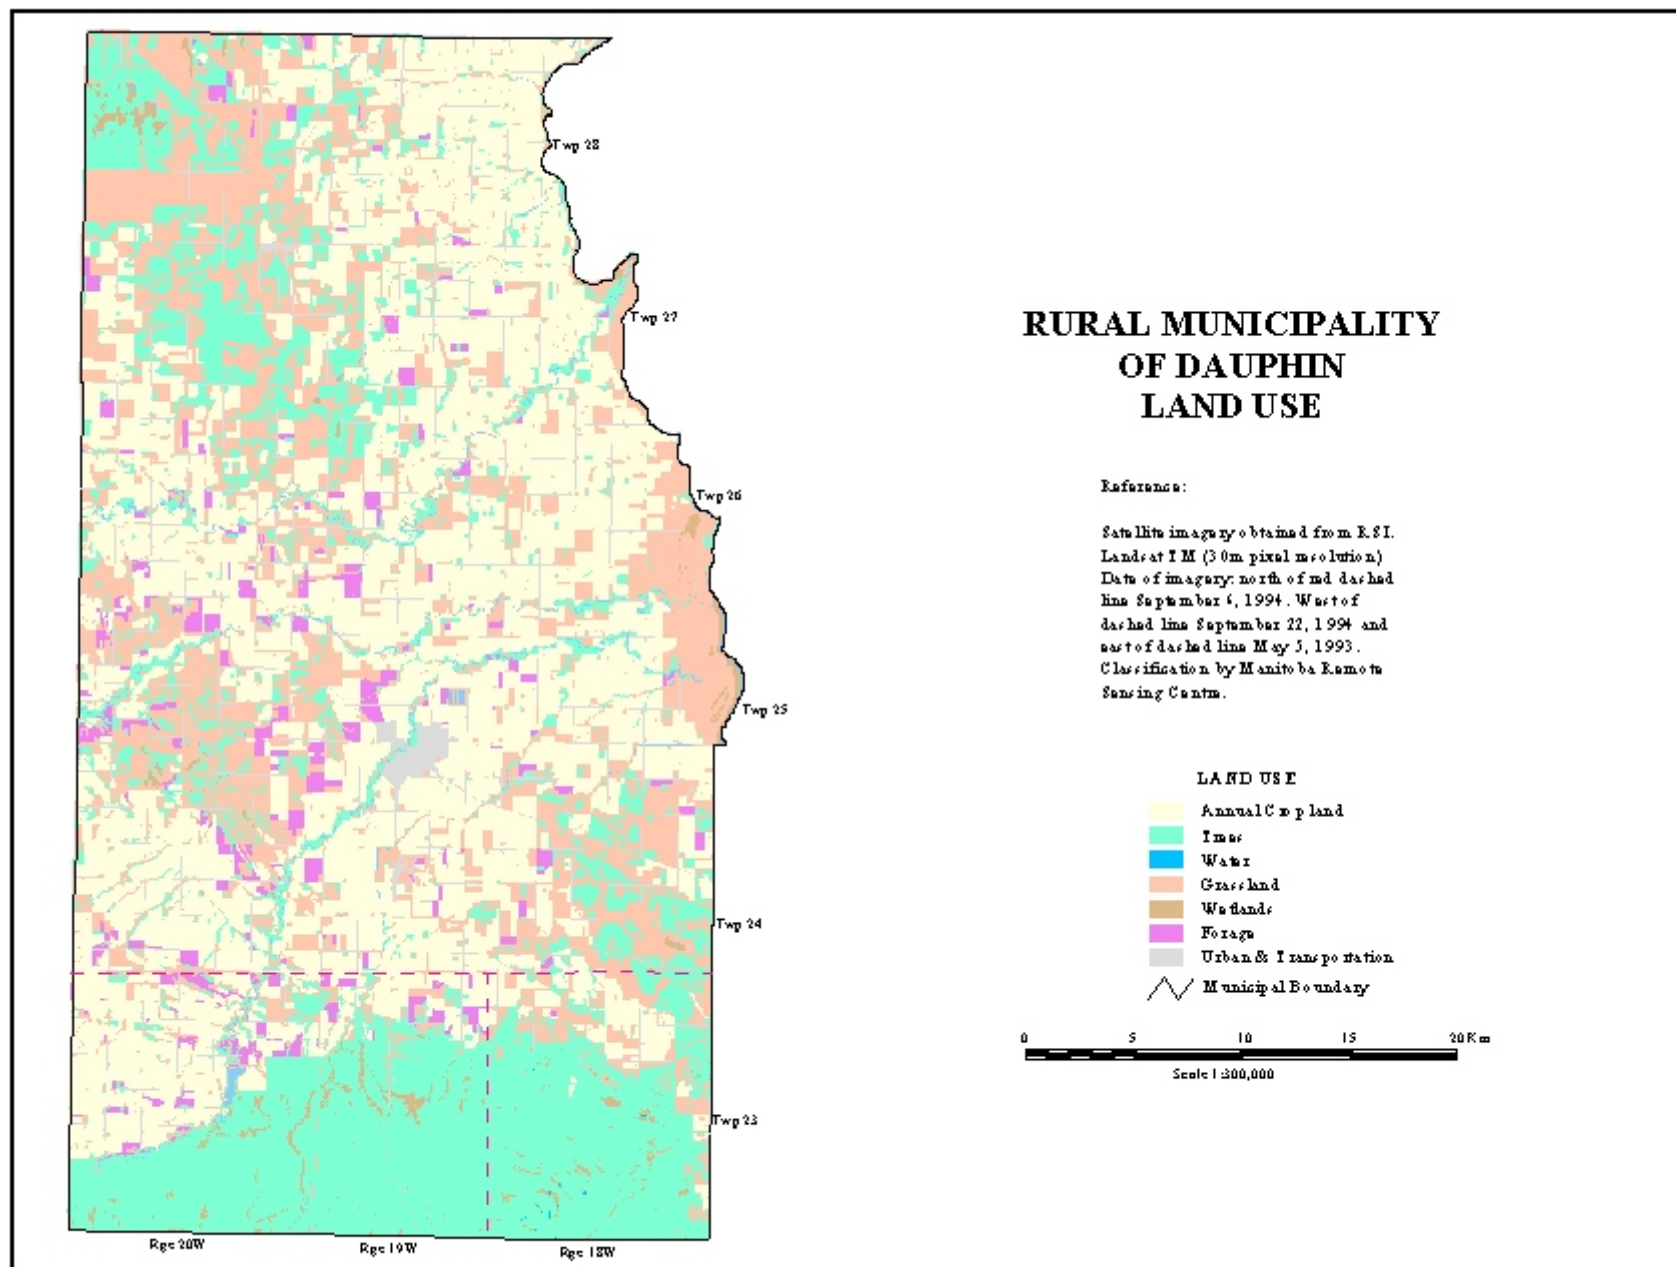 Twp 28
Twp 27
RURAL MUNICIPALITY
OF DAUPHIN
LAND USE
Reference:
Twp 26
Satellite imagery obtained from RSI.
Landsat TM (30m pixel resolution)
Date of imagery: north of red dashed
line September 6, 1994. West of
dashed line September 22, 1994 and
east of dashed line May 5, 1993.
Classification by Manitoba Remote
Sensing Centre.
Twp 25
LAND USE
Annual Crop land
Trees
Water
Grassland
Wetlands
Forage
Urban & Transportation
Municipal Boundary
Twp 24
0 5 10 15 20 Km
Scale 1:300,000
Twp 23
Rge 20W Rge 19W Rge 18W